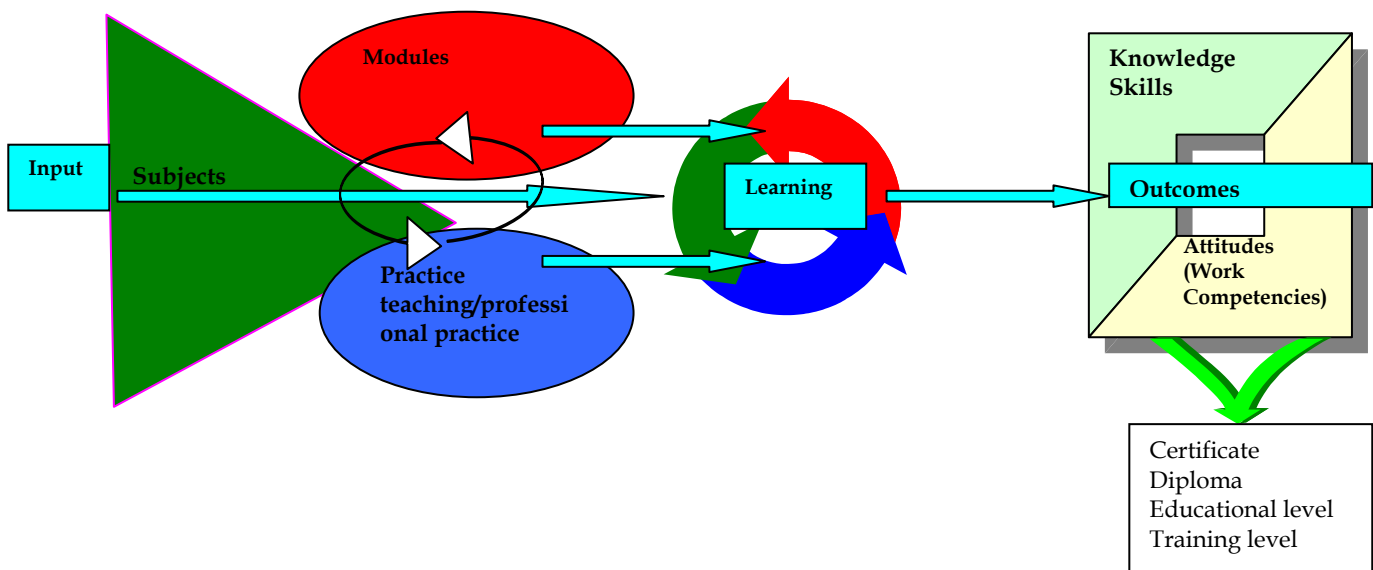 Input
Subjects
Modules
Practice
teaching/professi
onal practice
Learning
Knowledge
Skills
Outcomes
Attitudes
(Work
Competencies)
Certificate
Diploma
Educational level
Training level